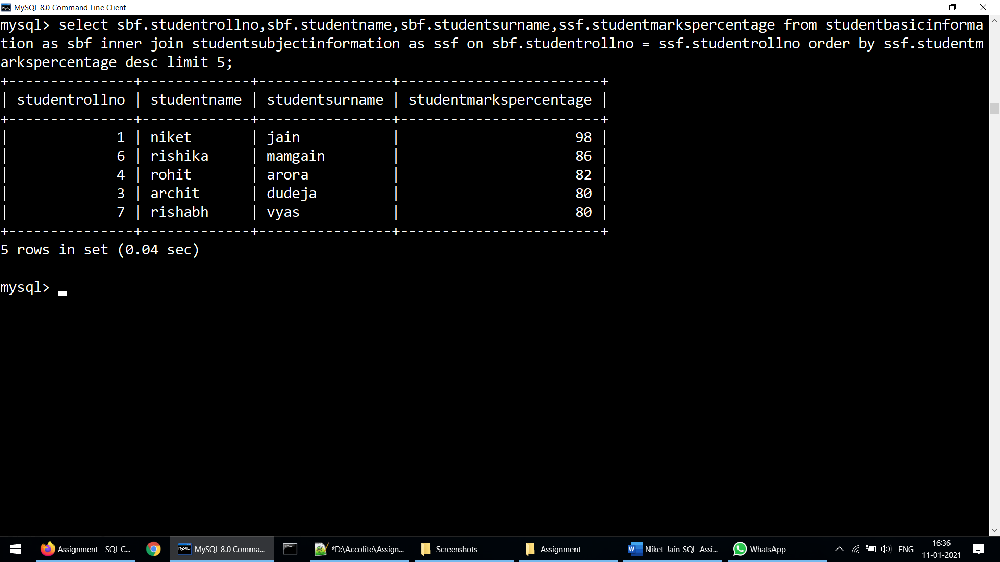 MySQL 8.0 Command Line Client
mysql> select sbf.studentrollno,sbf.studentname,sbf.studentsurname,ssf.studentmarkspercentage from studentbasicinforma
tion as sbf inner join studentsubjectinformation as ssf on sbf.studentrollno = ssf.studentrollno order by ssf.studentm
arkspercentage desc limit 5;
+---------------+-------------+----------------+------------------------+
| studentrollno | studentname | studentsurname | studentmarkspercentage |
+---------------+-------------+----------------+------------------------+
|             1 | niket       | jain           |                     98 |
|             6 | rishika     | mamgain        |                     86 |
|             4 | rohit       | arora          |                     82 |
|             3 | archit      | dudeja         |                     80 |
|             7 | rishabh     | vyas           |                     80 |
+---------------+-------------+----------------+------------------------+
5 rows in set (0.04 sec)
mysql> _
Assignment - SQL C... MySQL 8.0 Comma... *D:\Accolite\Assign... Screenshots Assignment Niket_Jain_SQL_Assi... WhatsApp ENG 16:36
11-01-2021